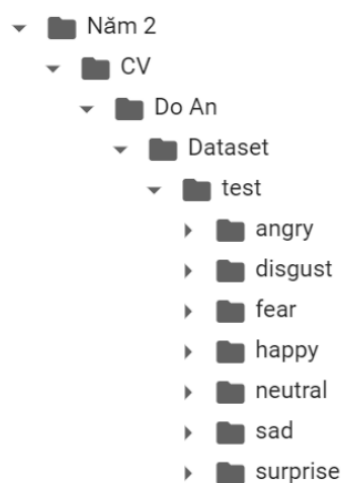 Năm 2
CV
Do An
Dataset
test
angry
disgust
fear
happy
neutral
sad
surprise